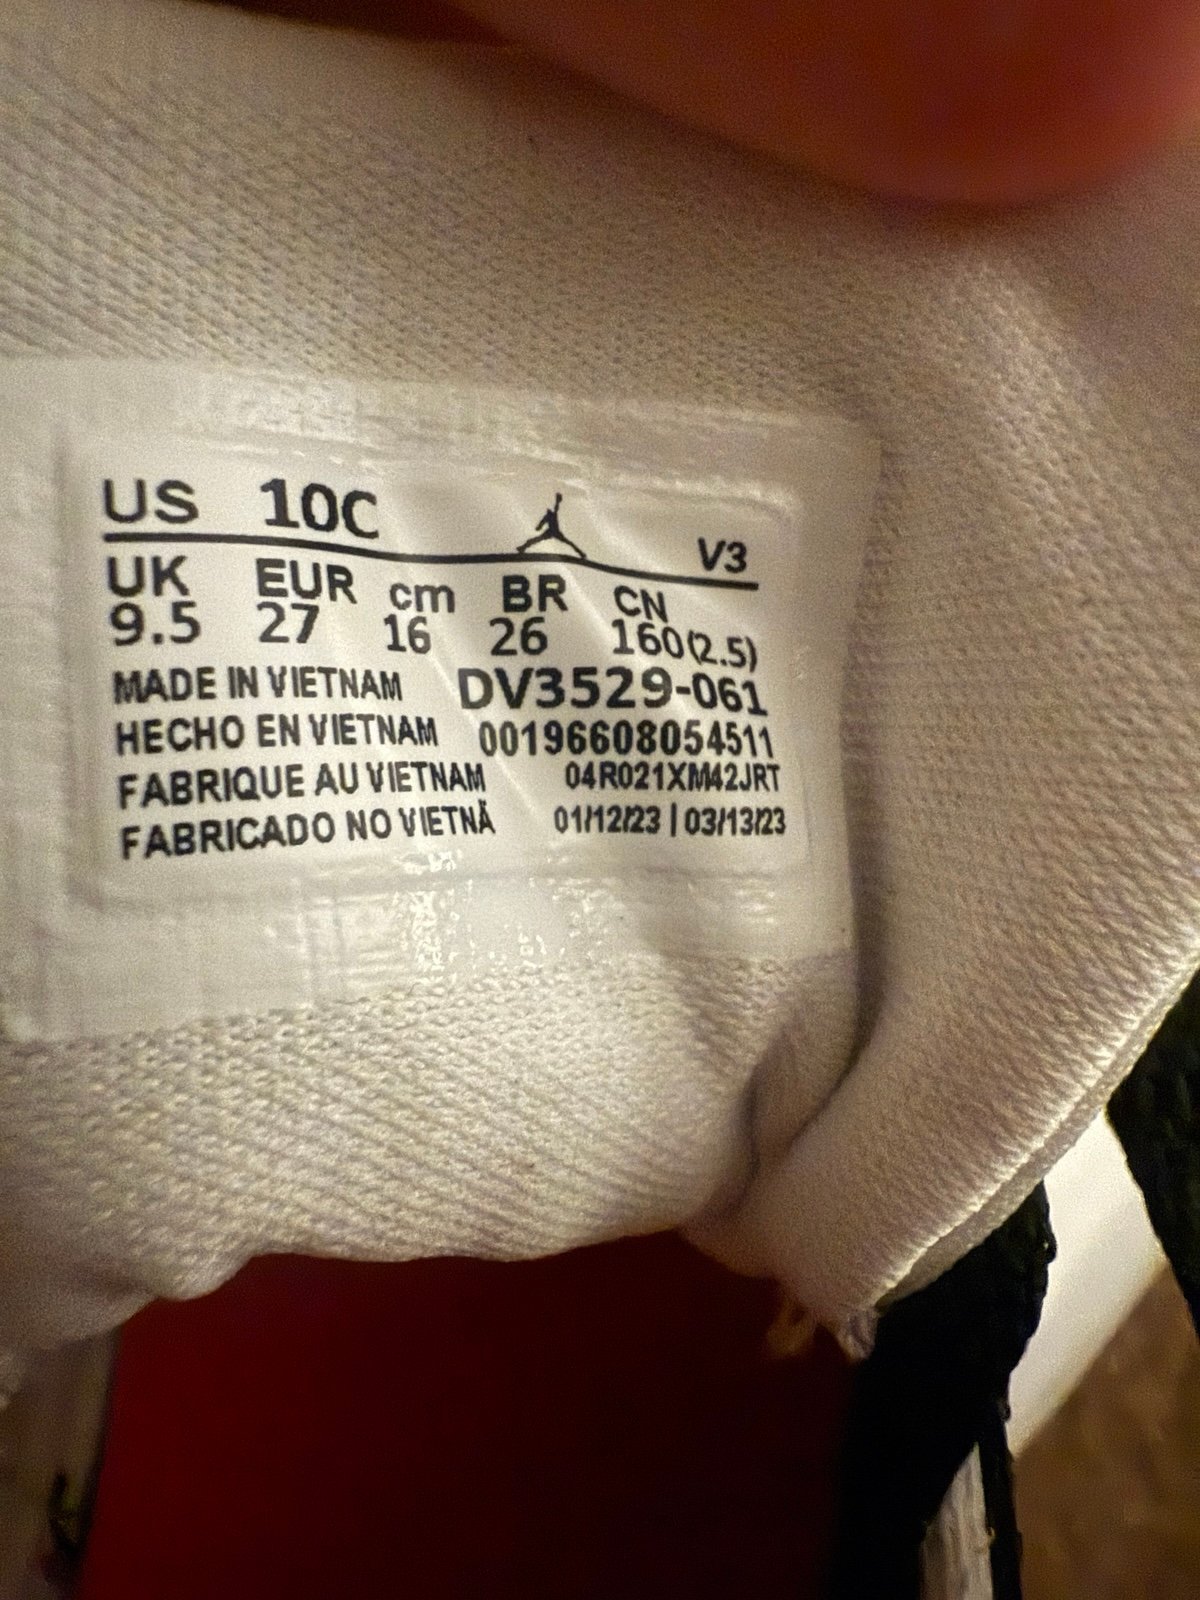 US 10C V3
UK EUR cm BR CN
9.5 27 16 26 160(2.5)
MADE IN VIETNAM DV3529-061
HECHO EN VIETNAM 00196608054511
FABRIQUE AU VIETNAM 04R021XM42JRT
FABRICADO NO VIETNÃ 01/12/23 | 03/13/23